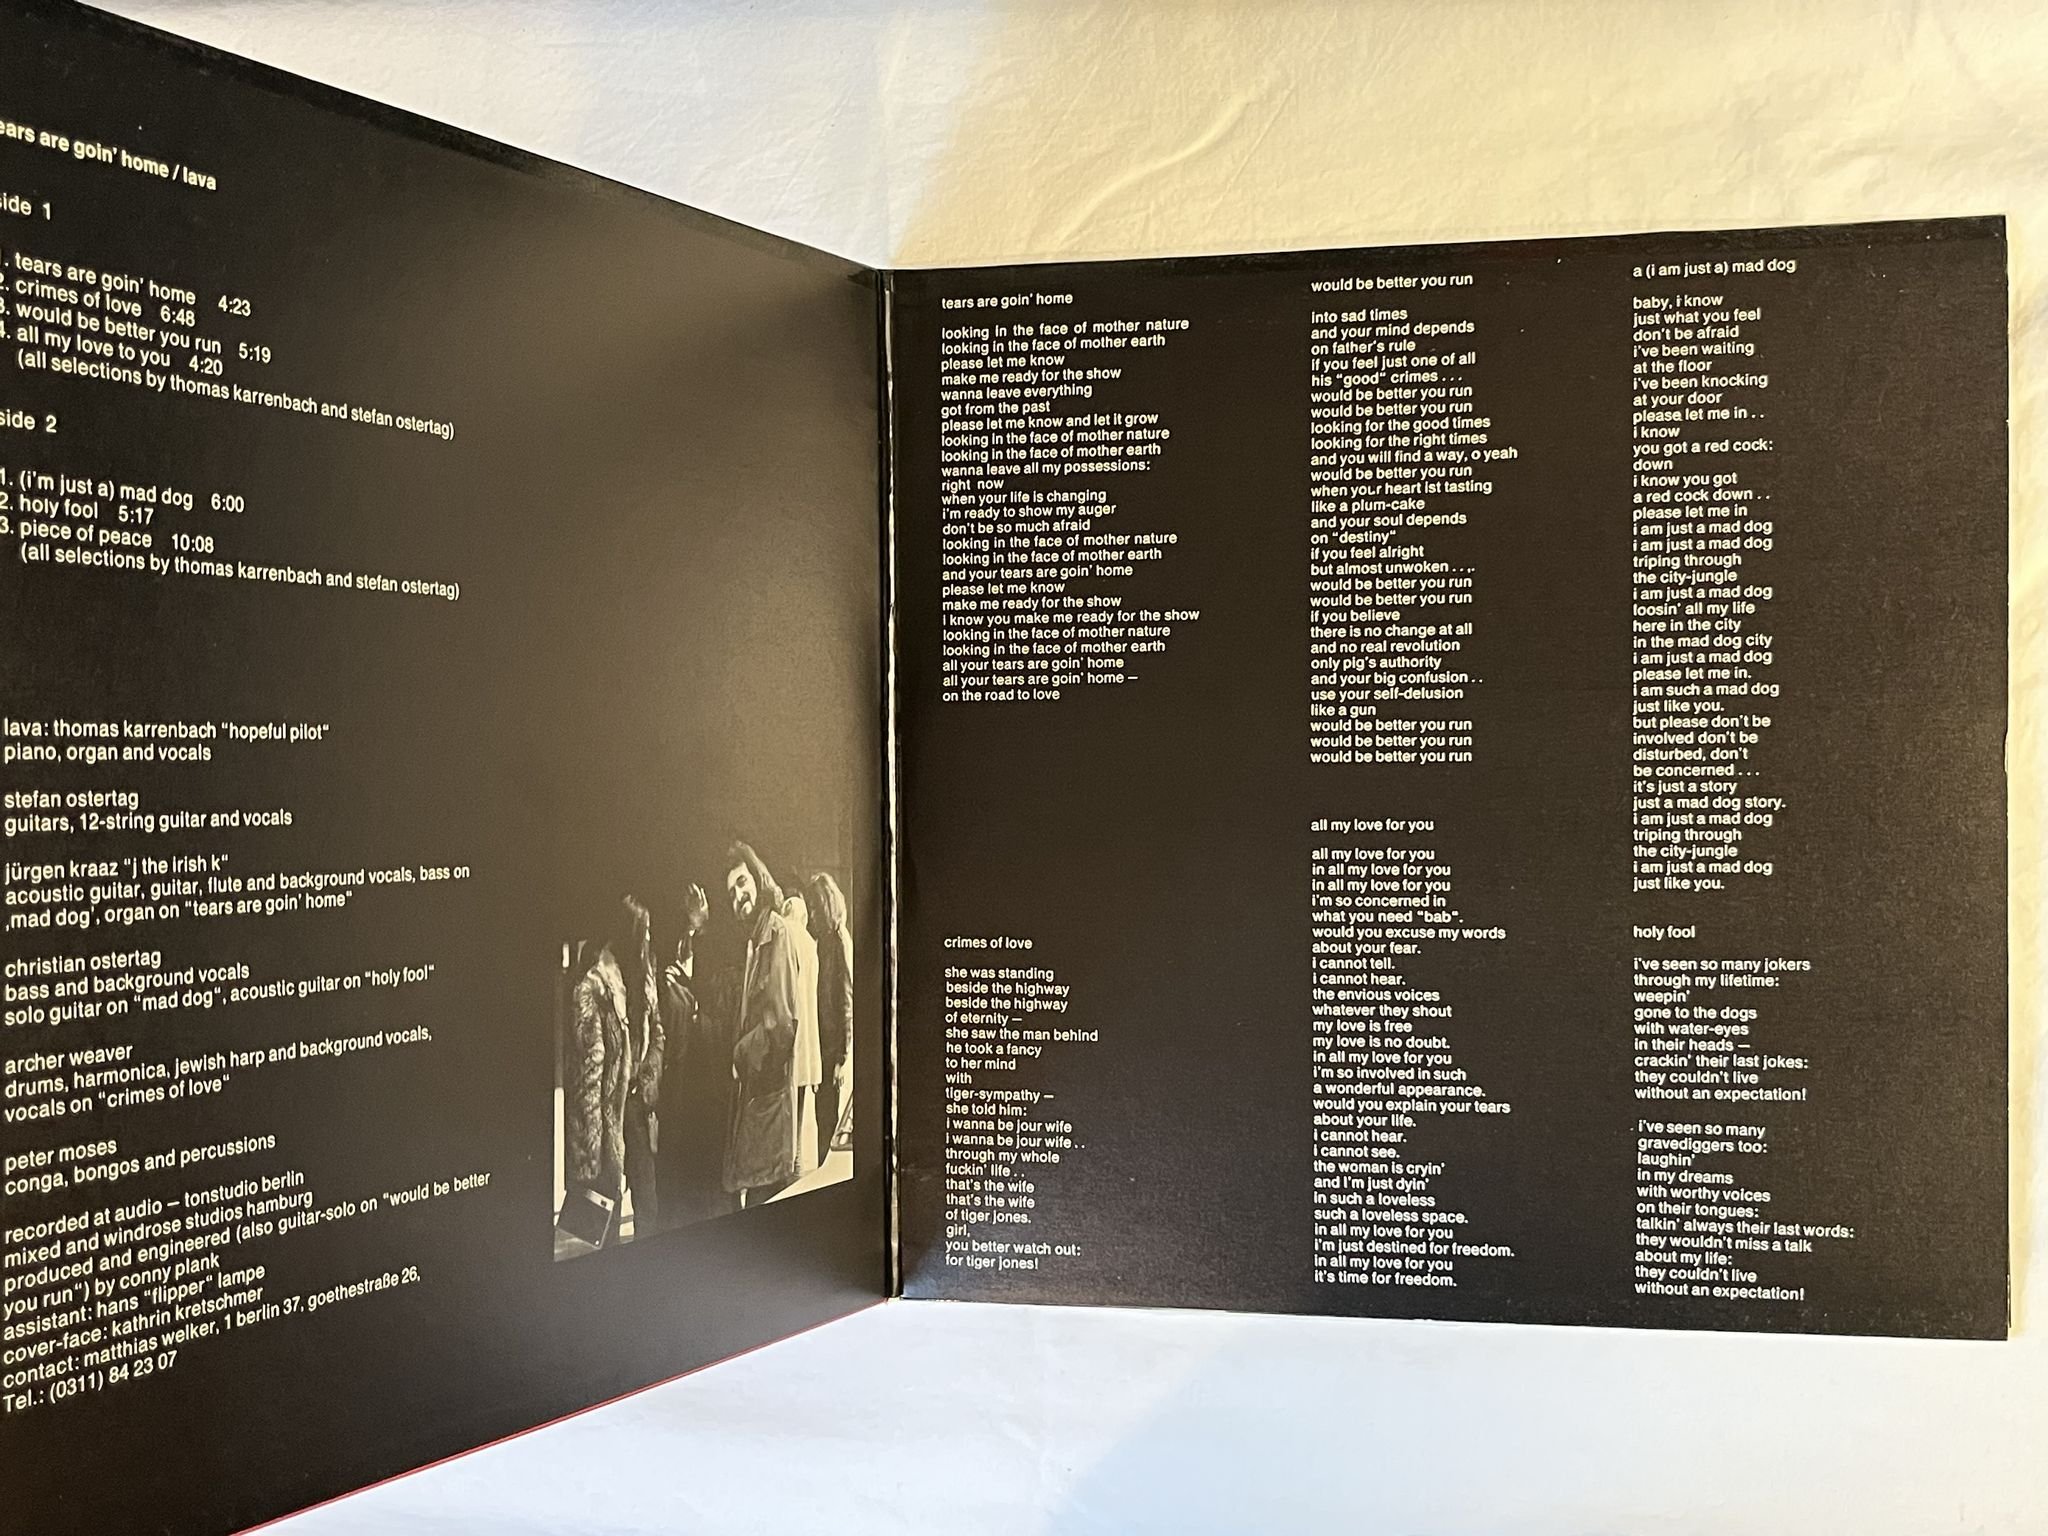 ears are goin' home / lava
side 1
1. tears are goin' home 4:23
2. crimes of love 6:48
3. would be better you run 5:19
4. all my love to you 4:20
(all selections by thomas karrenbach and stefan ostertag)
side 2
1. (i'm just a) mad dog 6:00
2. holy fool 5:17
3. piece of peace 10:08
(all selections by thomas karrenbach and stefan ostertag)
lava: thomas karrenbach "hopeful pilot"
piano, organ and vocals
stefan ostertag
guitars, 12-string guitar and vocals
jürgen kraaz "j the irish k"
acoustic guitar, guitar, flute and background vocals, bass on
‚mad dog', organ on "tears are goin' home"
christian ostertag
bass and background vocals
solo guitar on "mad dog", acoustic guitar on "holy fool"
archer weaver
drums, harmonica, jewish harp and background vocals,
vocals on "crimes of love"
peter moses
conga, bongos and percussions
recorded at audio – tonstudio berlin
mixed and windrose studios hamburg
produced and engineered (also guitar-solo on "would be better
you run") by conny plank
assistant: hans "flipper" lampe
cover-face: kathrin kretschmer
contact: matthias welker, 1 berlin 37, goethestraße 26,
Tel.: (0311) 84 23 07
tears are goin' home
looking in the face of mother nature
looking in the face of mother earth
please let me know
make me ready for the show
wanna leave everything
got from the past
please let me know and let it grow
looking in the face of mother nature
looking in the face of mother earth
wanna leave all my possessions:
right now
when your life is changing
i'm ready to show my auger
don't be so much afraid
looking in the face of mother nature
looking in the face of mother earth
and your tears are goin' home
please let me know
make me ready for the show
i know you make me ready for the show
looking in the face of mother nature
looking in the face of mother earth
all your tears are goin' home
all your tears are goin' home –
on the road to love
crimes of love
she was standing
beside the highway
beside the highway
of eternity –
she saw the man behind
he took a fancy
to her mind
with
tiger-sympathy –
she told him:
i wanna be jour wife
i wanna be jour wife . .
through my whole
fuckin' life . .
that's the wife
that's the wife
of tiger jones.
girl,
you better watch out:
for tiger jones!
would be better you run
into sad times
and your mind depends
on father's rule
if you feel just one of all
his "good" crimes . . .
would be better you run
would be better you run
looking for the good times
looking for the right times
and you will find a way, o yeah
would be better you run
when your heart ist tasting
like a plum-cake
and your soul depends
on "destiny"
if you feel alright
but almost unwoken . . . .
would be better you run
would be better you run
if you believe
there is no change at all
and no real revolution
only pig's authority
and your big confusion . .
use your self-delusion
like a gun
would be better you run
would be better you run
would be better you run
all my love for you
all my love for you
in all my love for you
in all my love for you
i'm so concerned in
what you need "bab".
would you excuse my words
about your fear.
i cannot tell.
i cannot hear.
the envious voices
whatever they shout
my love is free
my love is no doubt.
in all my love for you
i'm so involved in such
a wonderful appearance.
would you explain your tears
about your life.
i cannot hear.
I cannot see.
the woman is cryin'
and I'm just dyin'
in such a loveless
such a loveless space.
in all my love for you
i'm just destined for freedom.
in all my love for you
it's time for freedom.
a (i am just a) mad dog
baby, i know
just what you feel
don't be afraid
i've been waiting
at the floor
i've been knocking
at your door
please let me in . .
i know
you got a red cock:
down
i know you got
a red cock down . .
please let me in
i am just a mad dog
i am just a mad dog
triping through
the city-jungle
i am just a mad dog
loosin' all my life
here in the city
in the mad dog city
i am just a mad dog
please let me in.
i am such a mad dog
just like you.
but please don't be
involved don't be
disturbed, don't
be concerned . . .
it's just a story
just a mad dog story.
i am just a mad dog
triping through
the city-jungle
i am just a mad dog
just like you.
holy fool
i've seen so many jokers
through my lifetime:
weepin'
gone to the dogs
with water-eyes
in their heads –
crackin' their last jokes:
they couldn't live
without an expectation!
i've seen so many
gravediggers too:
laughin'
in my dreams
with worthy voices
on their tongues:
talkin' always their last words:
they wouldn't miss a talk
about my life:
they couldn't live
without an expectation!